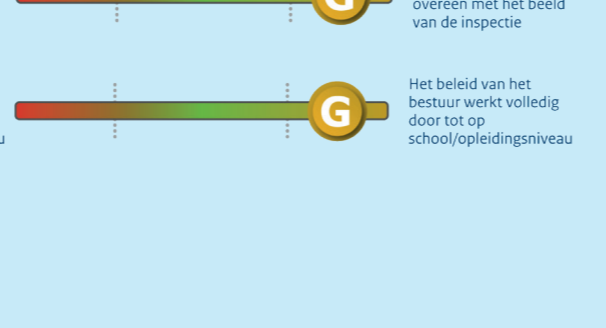 G
overeen met het beeld
van de inspectie
G
Het beleid van het
bestuur werkt volledig
door tot op
school/opleidingsniveau